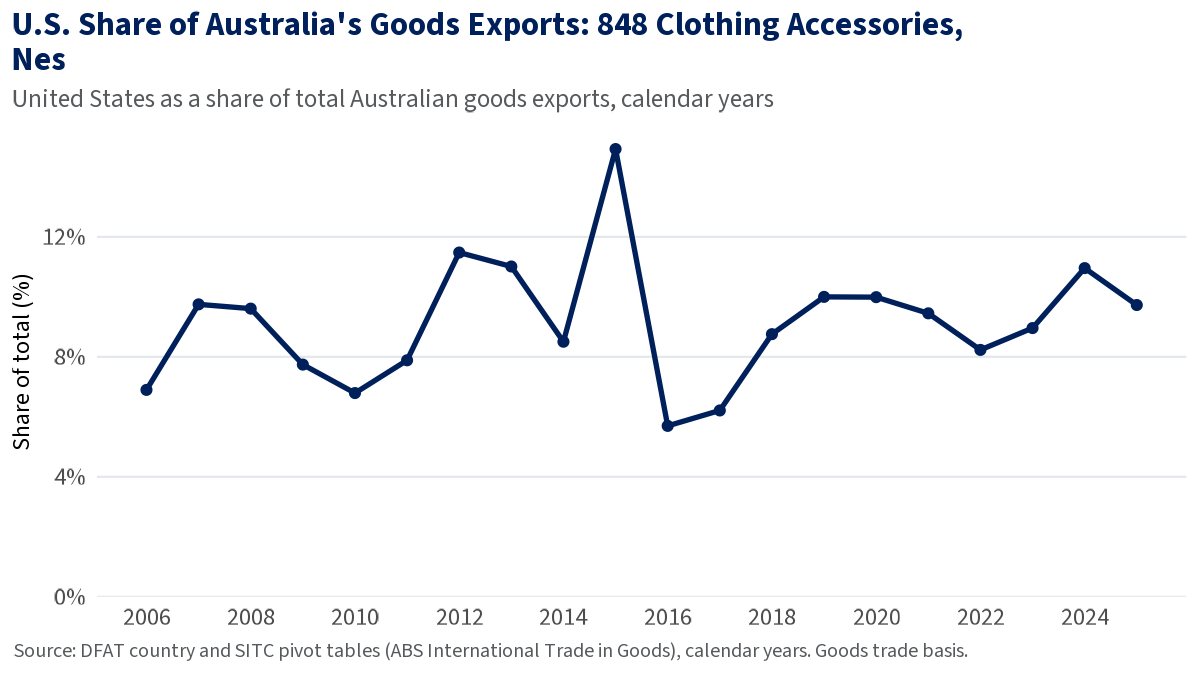 U.S. Share of Australia's Goods Exports: 848 Clothing Accessories,
Nes
United States as a share of total Australian goods exports, calendar years
Share of total (%)
12%
8%
4%
0%
2006 2008 2010 2012 2014 2016 2018 2020 2022 2024
Source: DFAT country and SITC pivot tables (ABS International Trade in Goods), calendar years. Goods trade basis.